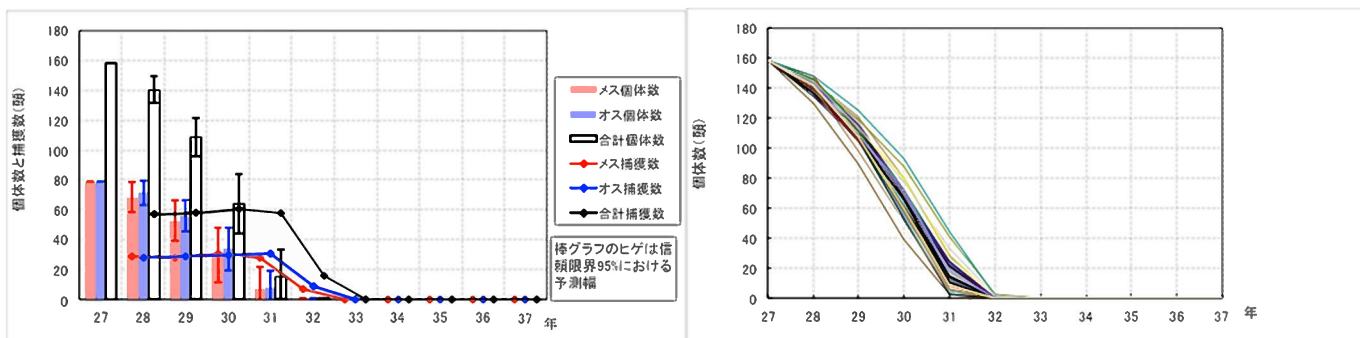 個体数と捕獲数(頭)
180
160
140
120
100
80
60
40
20
0
27 28 29 30 31 32 33 34 35 36 37 年
メス個体数
オス個体数
合計個体数
メス捕獲数
オス捕獲数
合計捕獲数
棒グラフのヒゲは信
頼限界95%における
予測幅
個体数(頭)
180
160
140
120
100
80
60
40
20
0
27 28 29 30 31 32 33 34 35 36 37 年